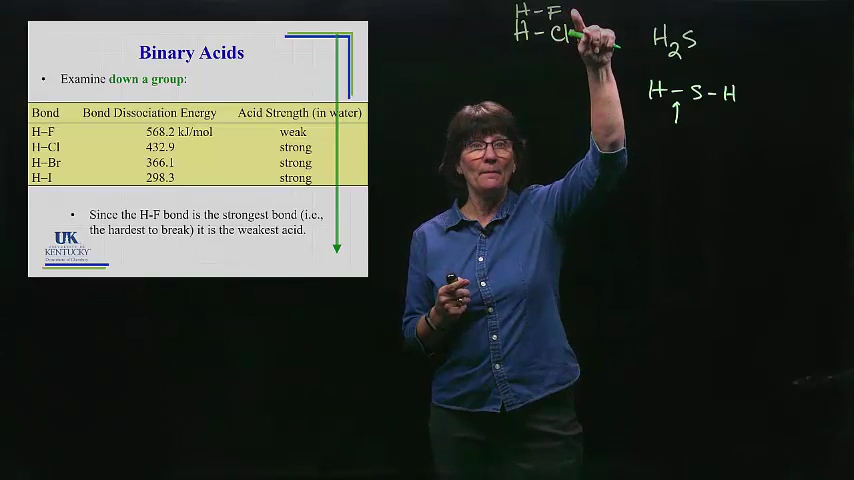 Binary Acids
• Examine down a group:
Bond Bond Dissociation Energy Acid Strength (in water)
H–F 568.2 kJ/mol weak
H–Cl 432.9 strong
H–Br 366.1 strong
H–I 298.3 strong
• Since the H-F bond is the strongest bond (i.e.,
the hardest to break) it is the weakest acid.
UK
KENTUCKY
H – F
H – Cl
H₂S
H – S – H